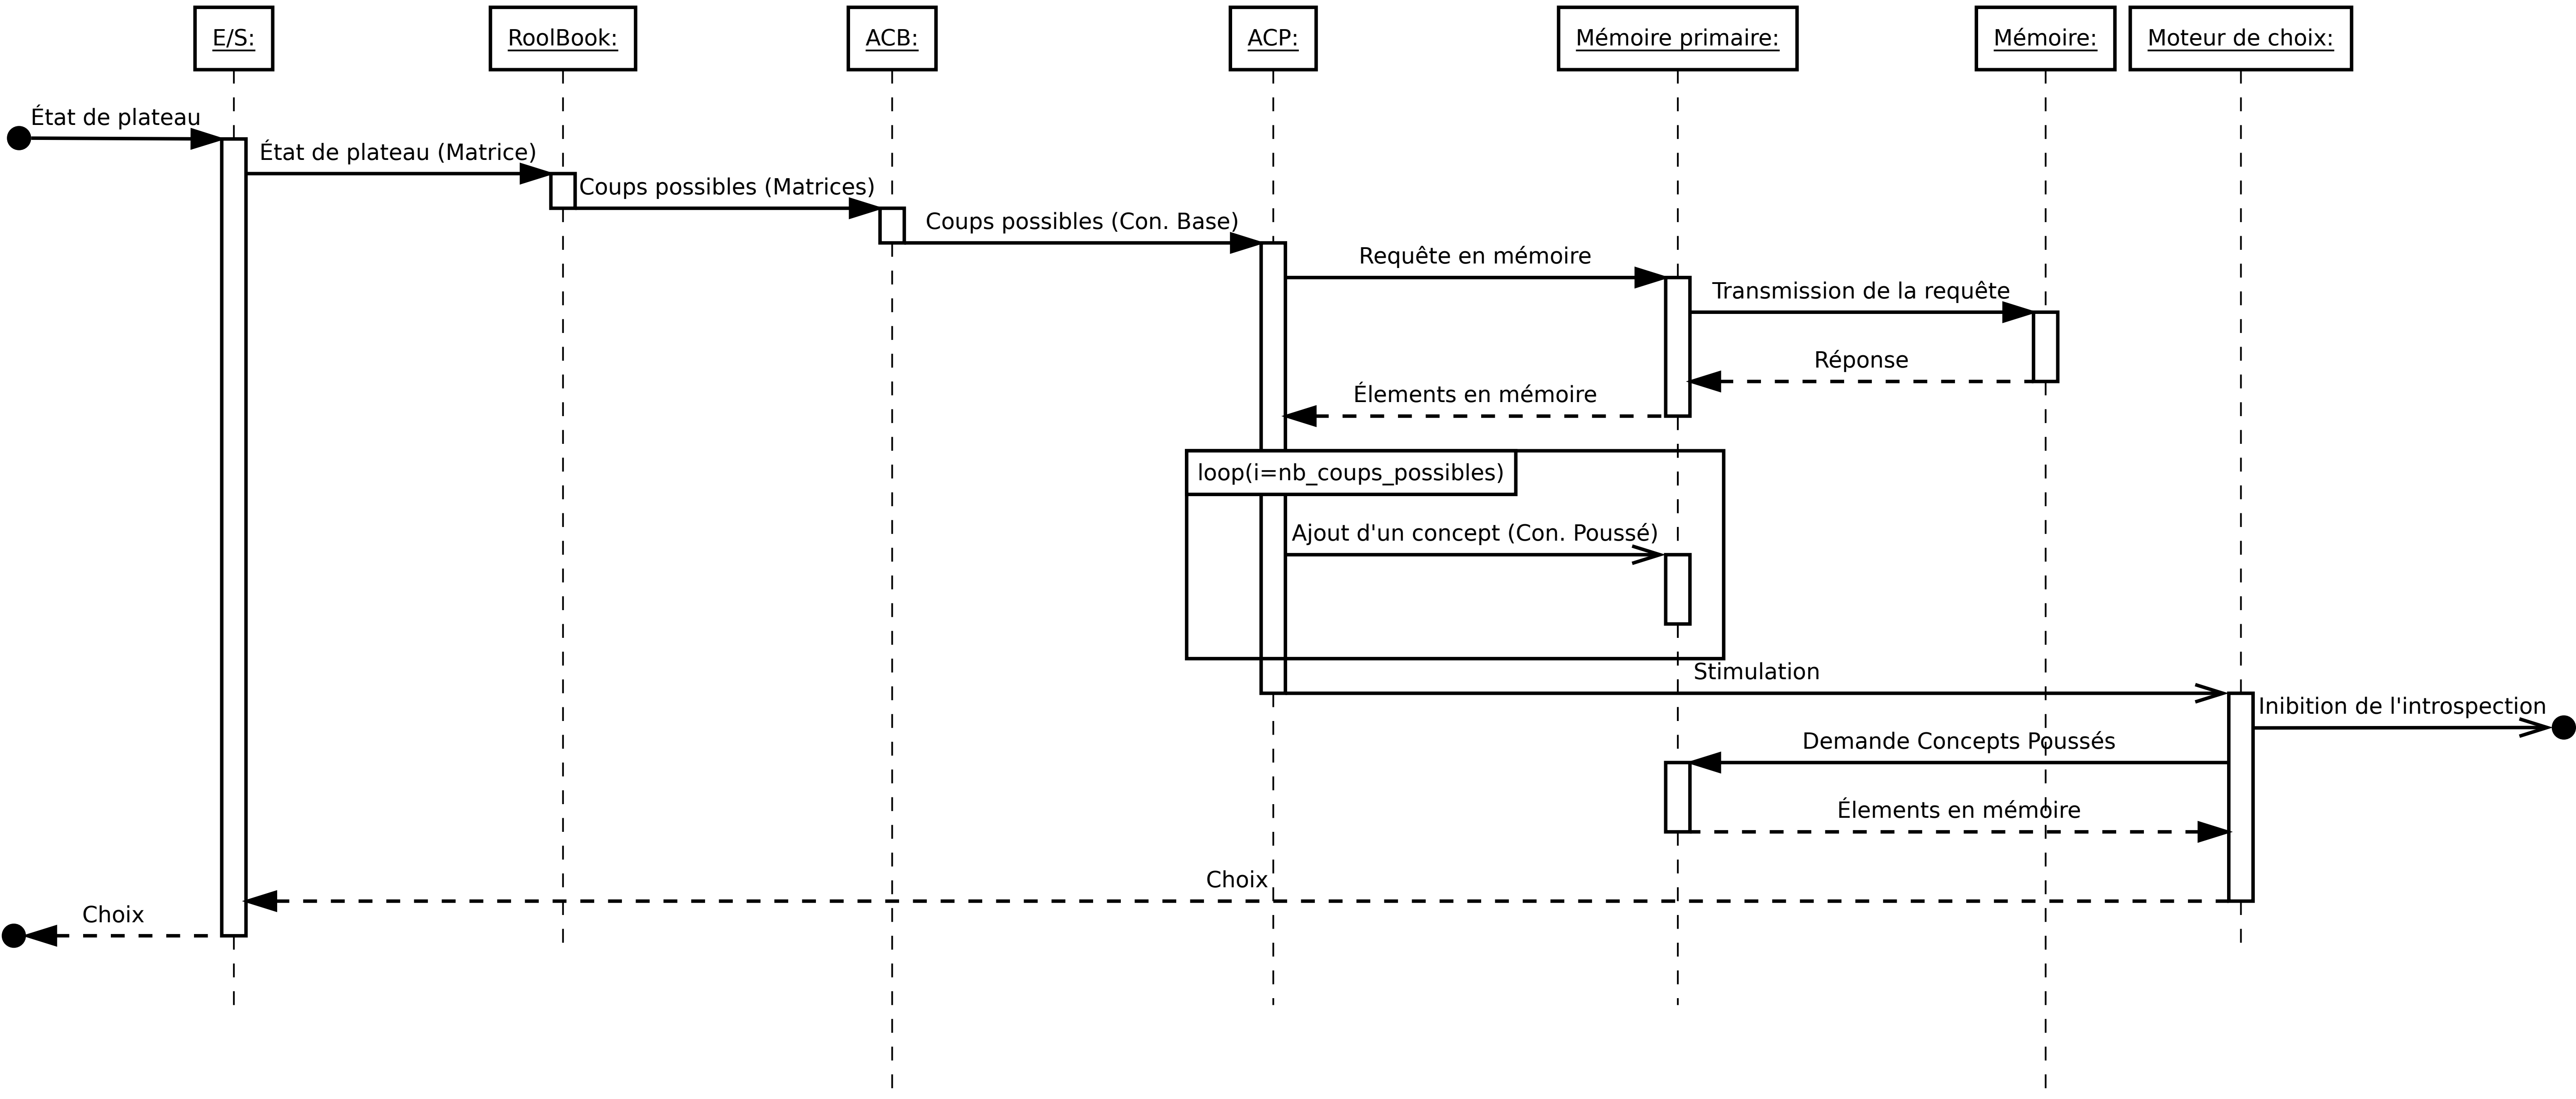 E/S:
RoolBook:
ACB:
ACP:
Mémoire primaire:
Mémoire:
Moteur de choix:
État de plateau
État de plateau (Matrice)
Coups possibles (Matrices)
Coups possibles (Con. Base)
Requête en mémoire
Transmission de la requête
Réponse
Élements en mémoire
loop(i=nb_coups_possibles)
Ajout d'un concept (Con. Poussé)
Stimulation
Inibition de l'introspection
Demande Concepts Poussés
Élements en mémoire
Choix
Choix